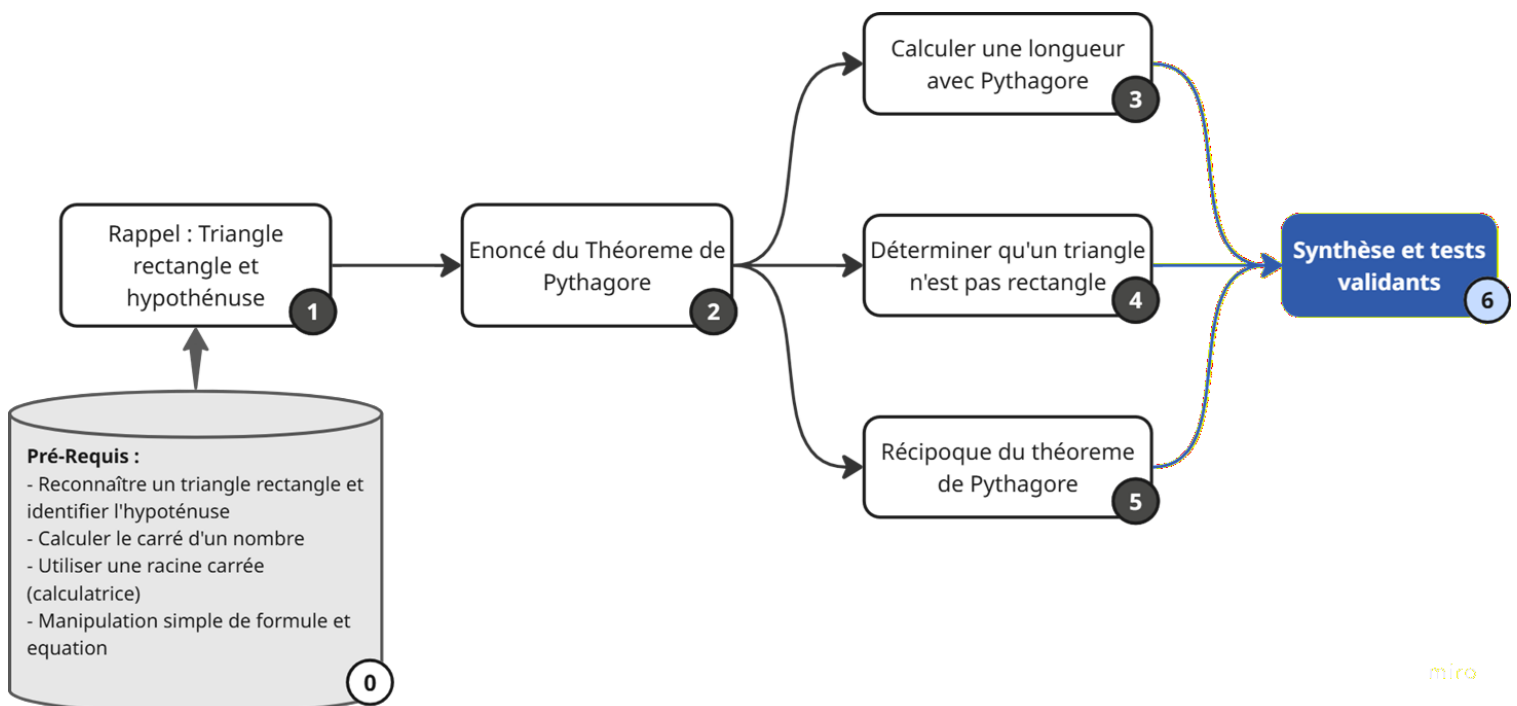 Calculer une longueur
avec Pythagore
3
Rappel : Triangle
rectangle et
hypothénuse
1
Enoncé du Théoreme de
Pythagore
2
Déterminer qu'un triangle
n'est pas rectangle
4
Synthèse et tests
validants
6
Récipoque du théoreme
de Pythagore
5
Pré-Requis :
- Reconnaître un triangle rectangle et
identifier l'hypoténuse
- Calculer le carré d'un nombre
- Utiliser une racine carrée
(calculatrice)
- Manipulation simple de formule et
equation
0
miro